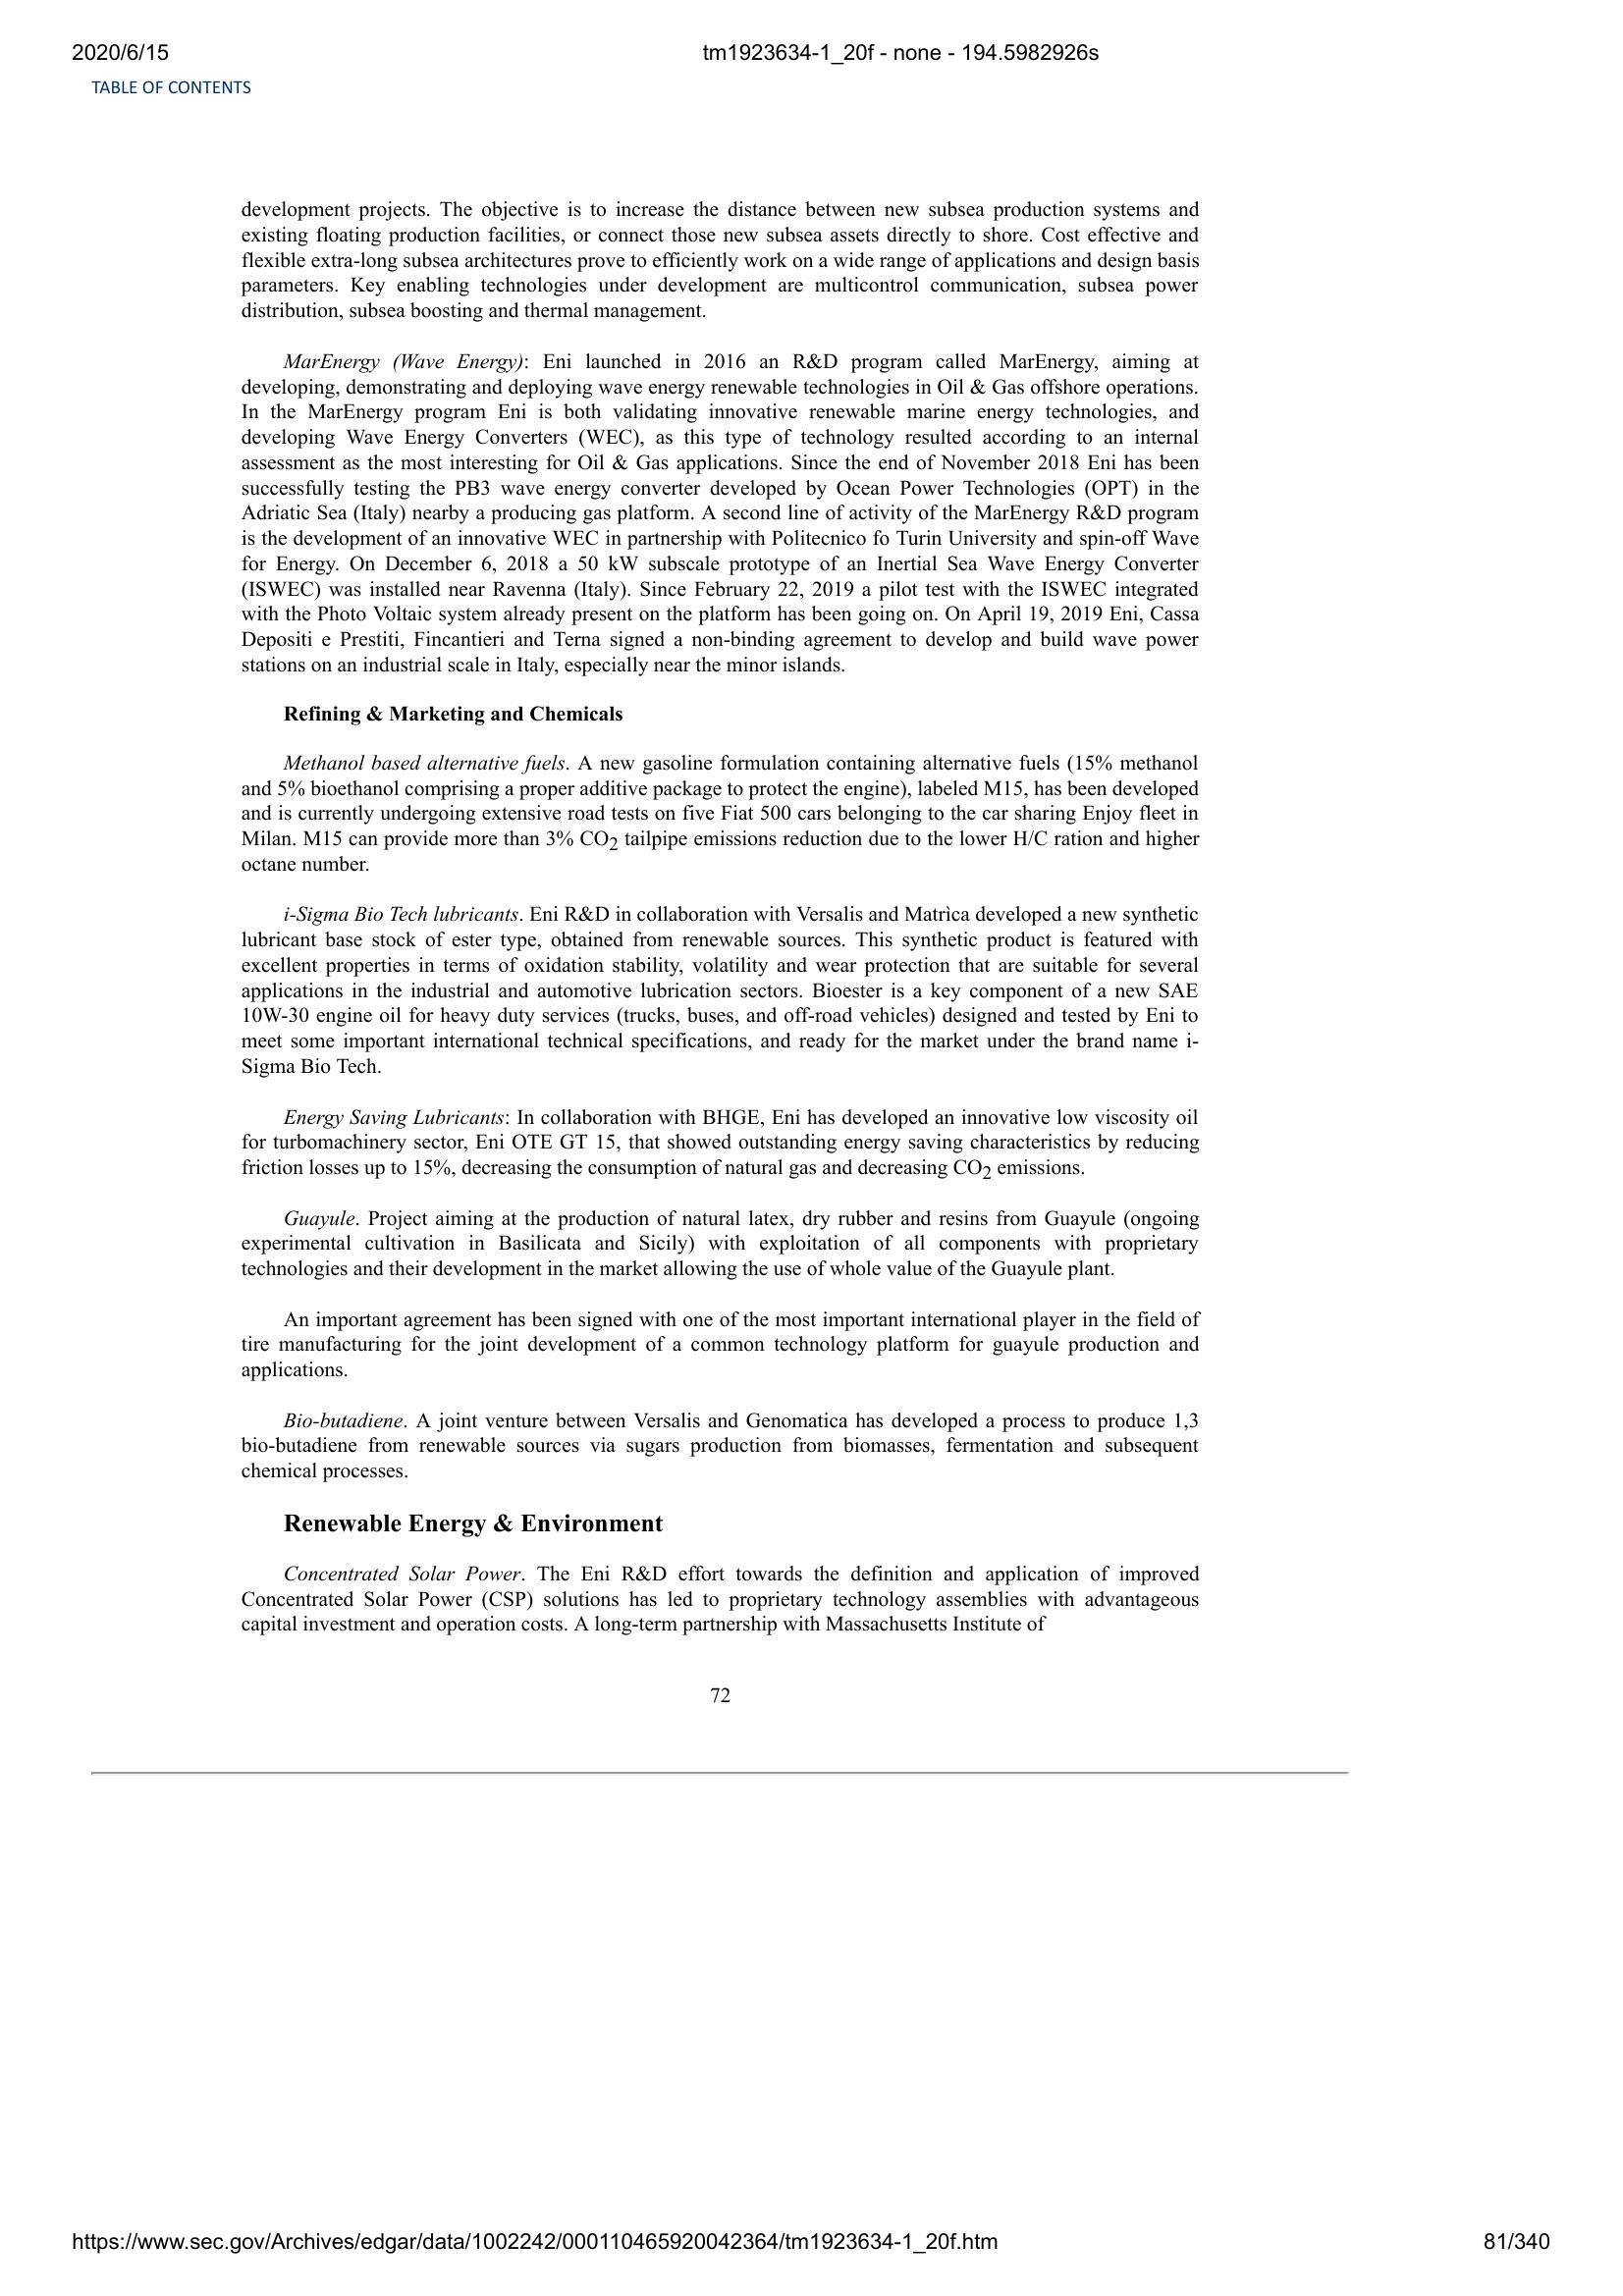 2020/6/15
tm1923634-1_20f - none - 194.5982926s
TABLE OF CONTENTS
development projects. The objective is to increase the distance between new subsea production systems and
existing floating production facilities, or connect those new subsea assets directly to shore. Cost effective and
flexible extra-long subsea architectures prove to efficiently work on a wide range of applications and design basis
parameters. Key enabling technologies under development are multicontrol communication, subsea power
distribution, subsea boosting and thermal management.
MarEnergy (Wave Energy): Eni launched in 2016 an R&D program called MarEnergy, aiming at
developing, demonstrating and deploying wave energy renewable technologies in Oil & Gas offshore operations.
In the MarEnergy program Eni is both validating innovative renewable marine energy technologies, and
developing Wave Energy Converters (WEC), as this type of technology resulted according to an internal
assessment as the most interesting for Oil & Gas applications. Since the end of November 2018 Eni has been
successfully testing the PB3 wave energy converter developed by Ocean Power Technologies (OPT) in the
Adriatic Sea (Italy) nearby a producing gas platform. A second line of activity of the MarEnergy R&D program
is the development of an innovative WEC in partnership with Politecnico fo Turin University and spin-off Wave
for Energy. On December 6, 2018 a 50 kW subscale prototype of an Inertial Sea Wave Energy Converter
(ISWEC) was installed near Ravenna (Italy). Since February 22, 2019 a pilot test with the ISWEC integrated
with the Photo Voltaic system already present on the platform has been going on. On April 19, 2019 Eni, Cassa
Depositi e Prestiti, Fincantieri and Terna signed a non-binding agreement to develop and build wave power
stations on an industrial scale in Italy, especially near the minor islands.
Refining & Marketing and Chemicals
Methanol based alternative fuels. A new gasoline formulation containing alternative fuels (15% methanol
and 5% bioethanol comprising a proper additive package to protect the engine), labeled M15, has been developed
and is currently undergoing extensive road tests on five Fiat 500 cars belonging to the car sharing Enjoy fleet in
Milan. M15 can provide more than 3% CO2 tailpipe emissions reduction due to the lower H/C ration and higher
octane number.
i-Sigma Bio Tech lubricants. Eni R&D in collaboration with Versalis and Matrìca developed a new synthetic
lubricant base stock of ester type, obtained from renewable sources. This synthetic product is featured with
excellent properties in terms of oxidation stability, volatility and wear protection that are suitable for several
applications in the industrial and automotive lubrication sectors. Bioester is a key component of a new SAE
10W-30 engine oil for heavy duty services (trucks, buses, and off-road vehicles) designed and tested by Eni to
meet some important international technical specifications, and ready for the market under the brand name i-
Sigma Bio Tech.
Energy Saving Lubricants: In collaboration with BHGE, Eni has developed an innovative low viscosity oil
for turbomachinery sector, Eni OTE GT 15, that showed outstanding energy saving characteristics by reducing
friction losses up to 15%, decreasing the consumption of natural gas and decreasing CO2 emissions.
Guayule. Project aiming at the production of natural latex, dry rubber and resins from Guayule (ongoing
experimental cultivation in Basilicata and Sicily) with exploitation of all components with proprietary
technologies and their development in the market allowing the use of whole value of the Guayule plant.
An important agreement has been signed with one of the most important international player in the field of
tire manufacturing for the joint development of a common technology platform for guayule production and
applications.
Bio-butadiene. A joint venture between Versalis and Genomatica has developed a process to produce 1,3
bio-butadiene from renewable sources via sugars production from biomasses, fermentation and subsequent
chemical processes.
Renewable Energy & Environment
Concentrated Solar Power. The Eni R&D effort towards the definition and application of improved
Concentrated Solar Power (CSP) solutions has led to proprietary technology assemblies with advantageous
capital investment and operation costs. A long-term partnership with Massachusetts Institute of
72
https://www.sec.gov/Archives/edgar/data/1002242/000110465920042364/tm1923634-1_20f.htm
81/340